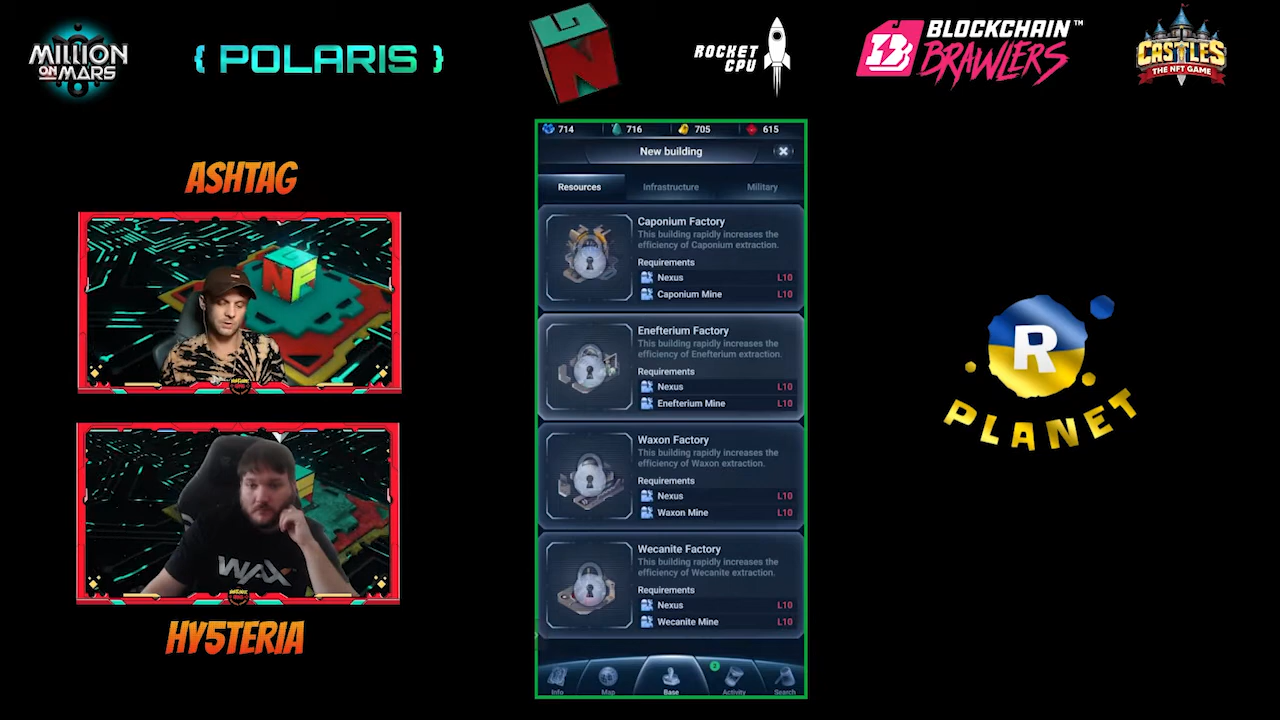 MILLION
ON MARS
{ POLARIS }
N
ROCKET
CPU
B
BLOCKCHAIN™
BRAWLERS
CASTLES
THE NFT GAME
ASHTAG
HY5TERIA
NF
WAX
714
716
705
615
New building
Resources
Infrastructure
Military
Caponium Factory
This building rapidly increases the
efficiency of Caponium extraction.
Requirements
Nexus L10
Caponium Mine L10
Enefterium Factory
This building rapidly increases the
efficiency of Enefterium extraction.
Requirements
Nexus L10
Enefterium Mine L10
Waxon Factory
This building rapidly increases the
efficiency of Waxon extraction.
Requirements
Nexus L10
Waxon Mine L10
Wecanite Factory
This building rapidly increases the
efficiency of Wecanite extraction.
Requirements
Nexus L10
Wecanite Mine L10
Info
Map
Base
2
Activity
Search
R
PLANET